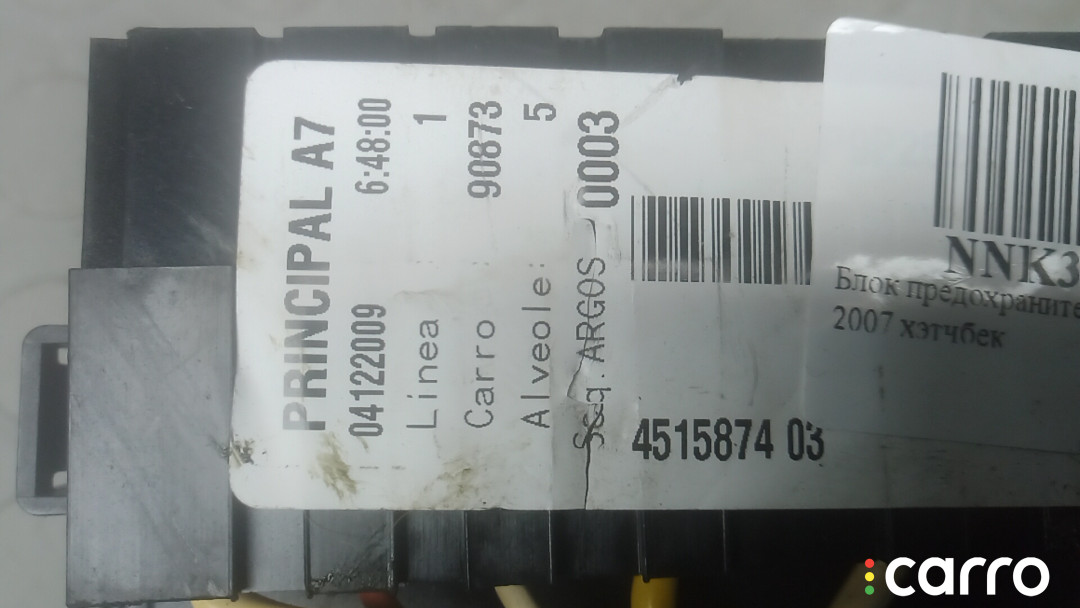 PRINCIPAL A7
04122009 6:48:00
Línea : 1
Carro : 90873
Alveole: 5
Seq. ARGOS 0003
4515874 03
NNK3
Блок предохраните
2007 хэтчбек
carro